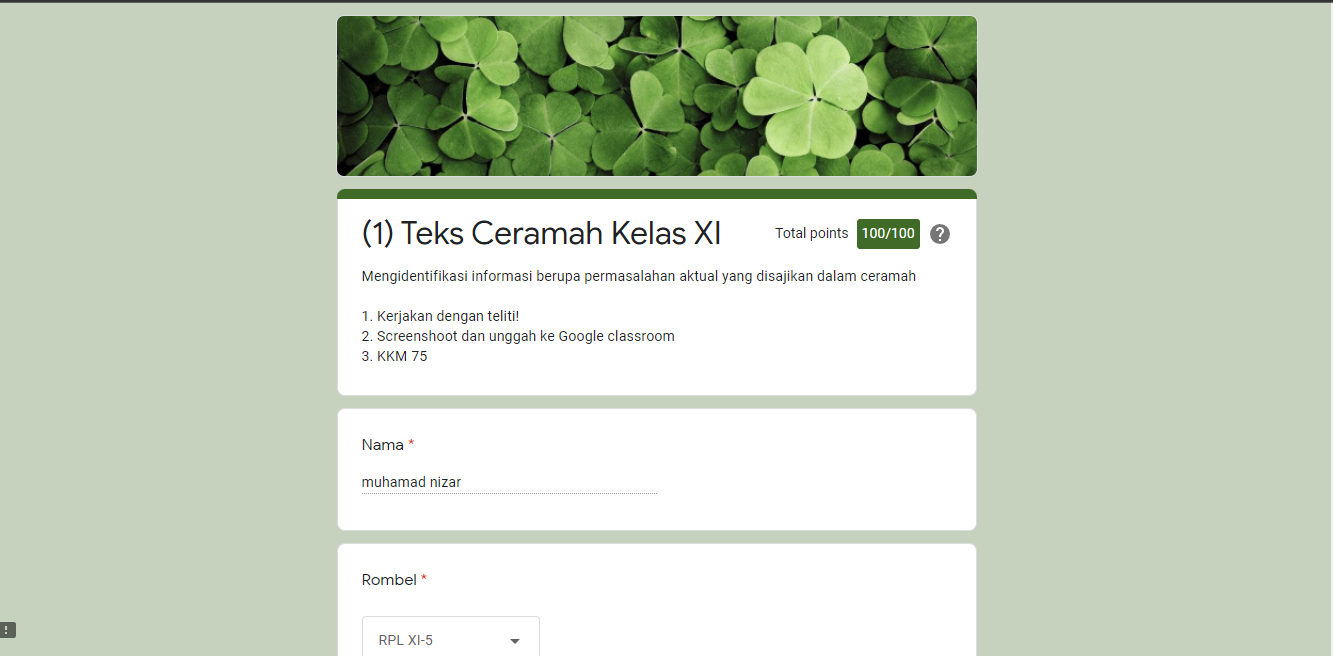 (1) Teks Ceramah Kelas XI
Total points 100/100
Mengidentifikasi informasi berupa permasalahan aktual yang disajikan dalam ceramah
1. Kerjakan dengan teliti!
2. Screenshoot dan unggah ke Google classroom
3. KKM 75
Nama *
muhamad nizar
Rombel *
RPL XI-5